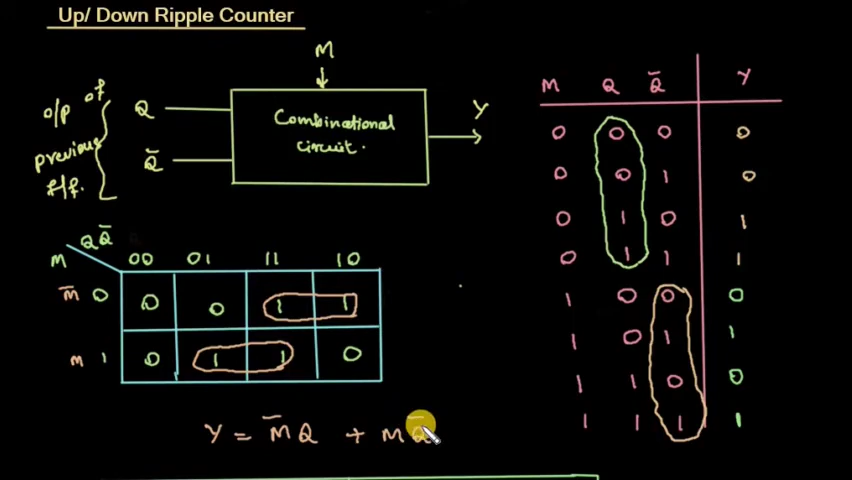 Up/ Down Ripple Counter
M
o/p of
previous
f/f.
Q
Q̄
Combinational
circuit.
Y
M Q Q̄ Y
0 0 0 0
0 0 1 0
0 1 0 1
0 1 1 1
1 0 0 0
1 0 1 1
1 1 0 0
1 1 1 1
M QQ̄ 00 01 11 10
M̄ 0 0 0 1 1
M 1 0 1 1 0
Y = M̄Q + MQ̄